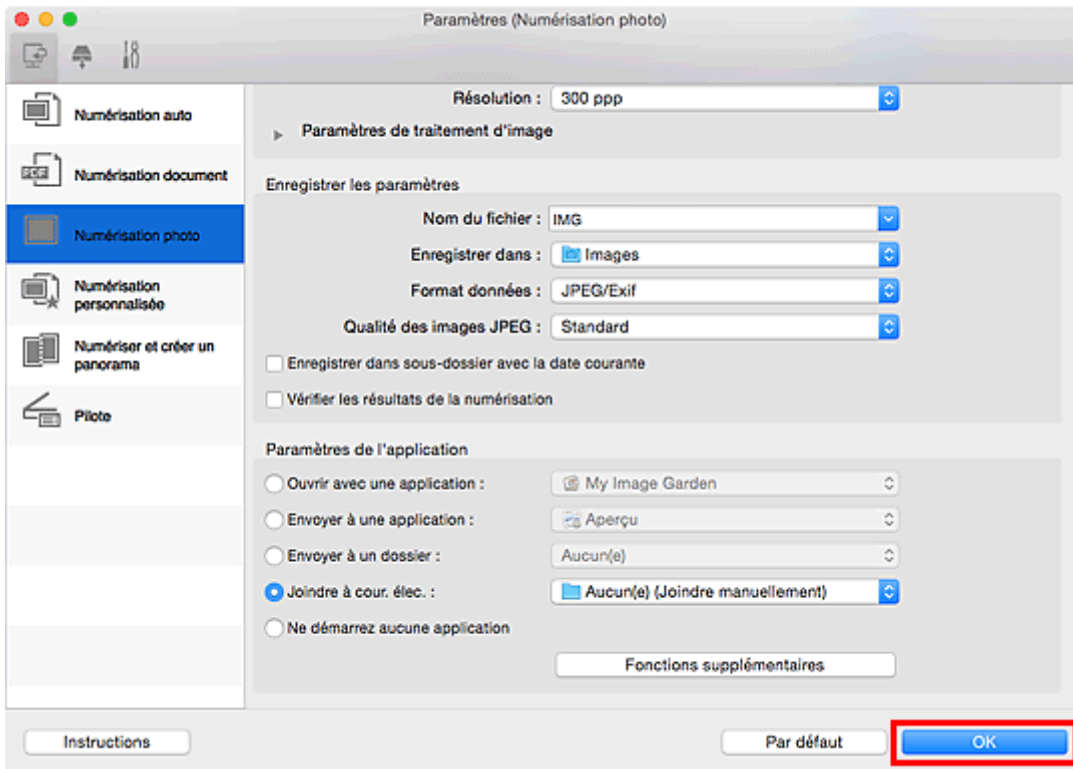 Paramètres (Numérisation photo)
Numérisation auto
PDF
Numérisation document
Numérisation photo
Numérisation
personnalisée
Numériser et créer un
panorama
Pilote
Résolution : 300 ppp
Paramètres de traitement d'image
Enregistrer les paramètres
Nom du fichier : IMG
Enregistrer dans : Images
Format données : JPEG/Exif
Qualité des images JPEG : Standard
Enregistrer dans sous-dossier avec la date courante
Vérifier les résultats de la numérisation
Paramètres de l'application
Ouvrir avec une application : My Image Garden
Envoyer à une application : Aperçu
Envoyer à un dossier : Aucun(e)
Joindre à cour. élec. : Aucun(e) (Joindre manuellement)
Ne démarrez aucune application
Fonctions supplémentaires
Instructions
Par défaut
OK